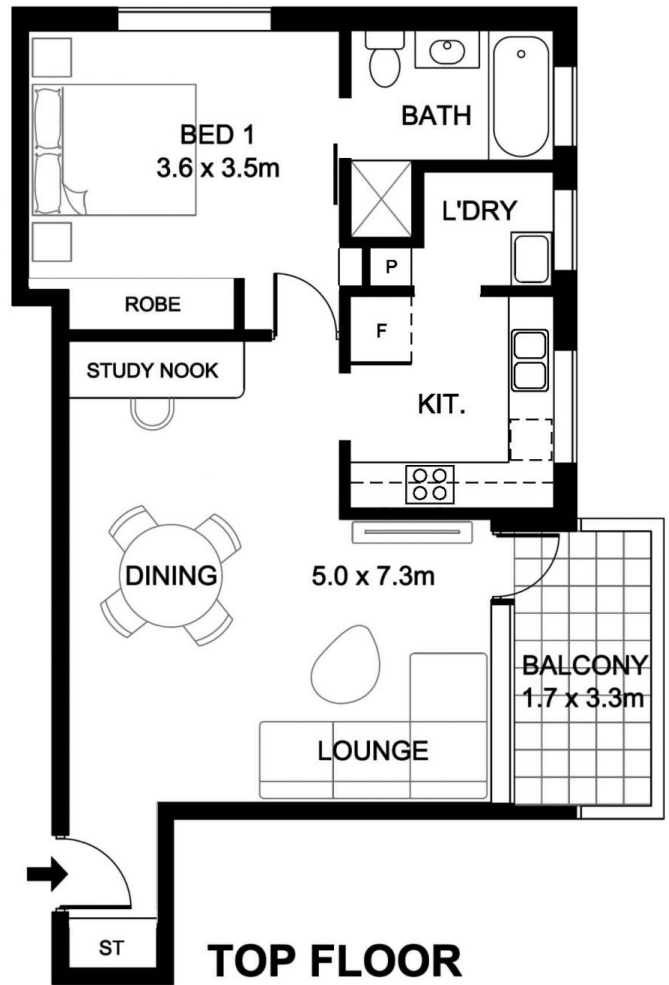 BED 1
3.6 x 3.5m
BATH
L'DRY
P
ROBE
F
STUDY NOOK
KIT.
DINING
5.0 x 7.3m
BALCONY
1.7 x 3.3m
LOUNGE
ST
TOP FLOOR